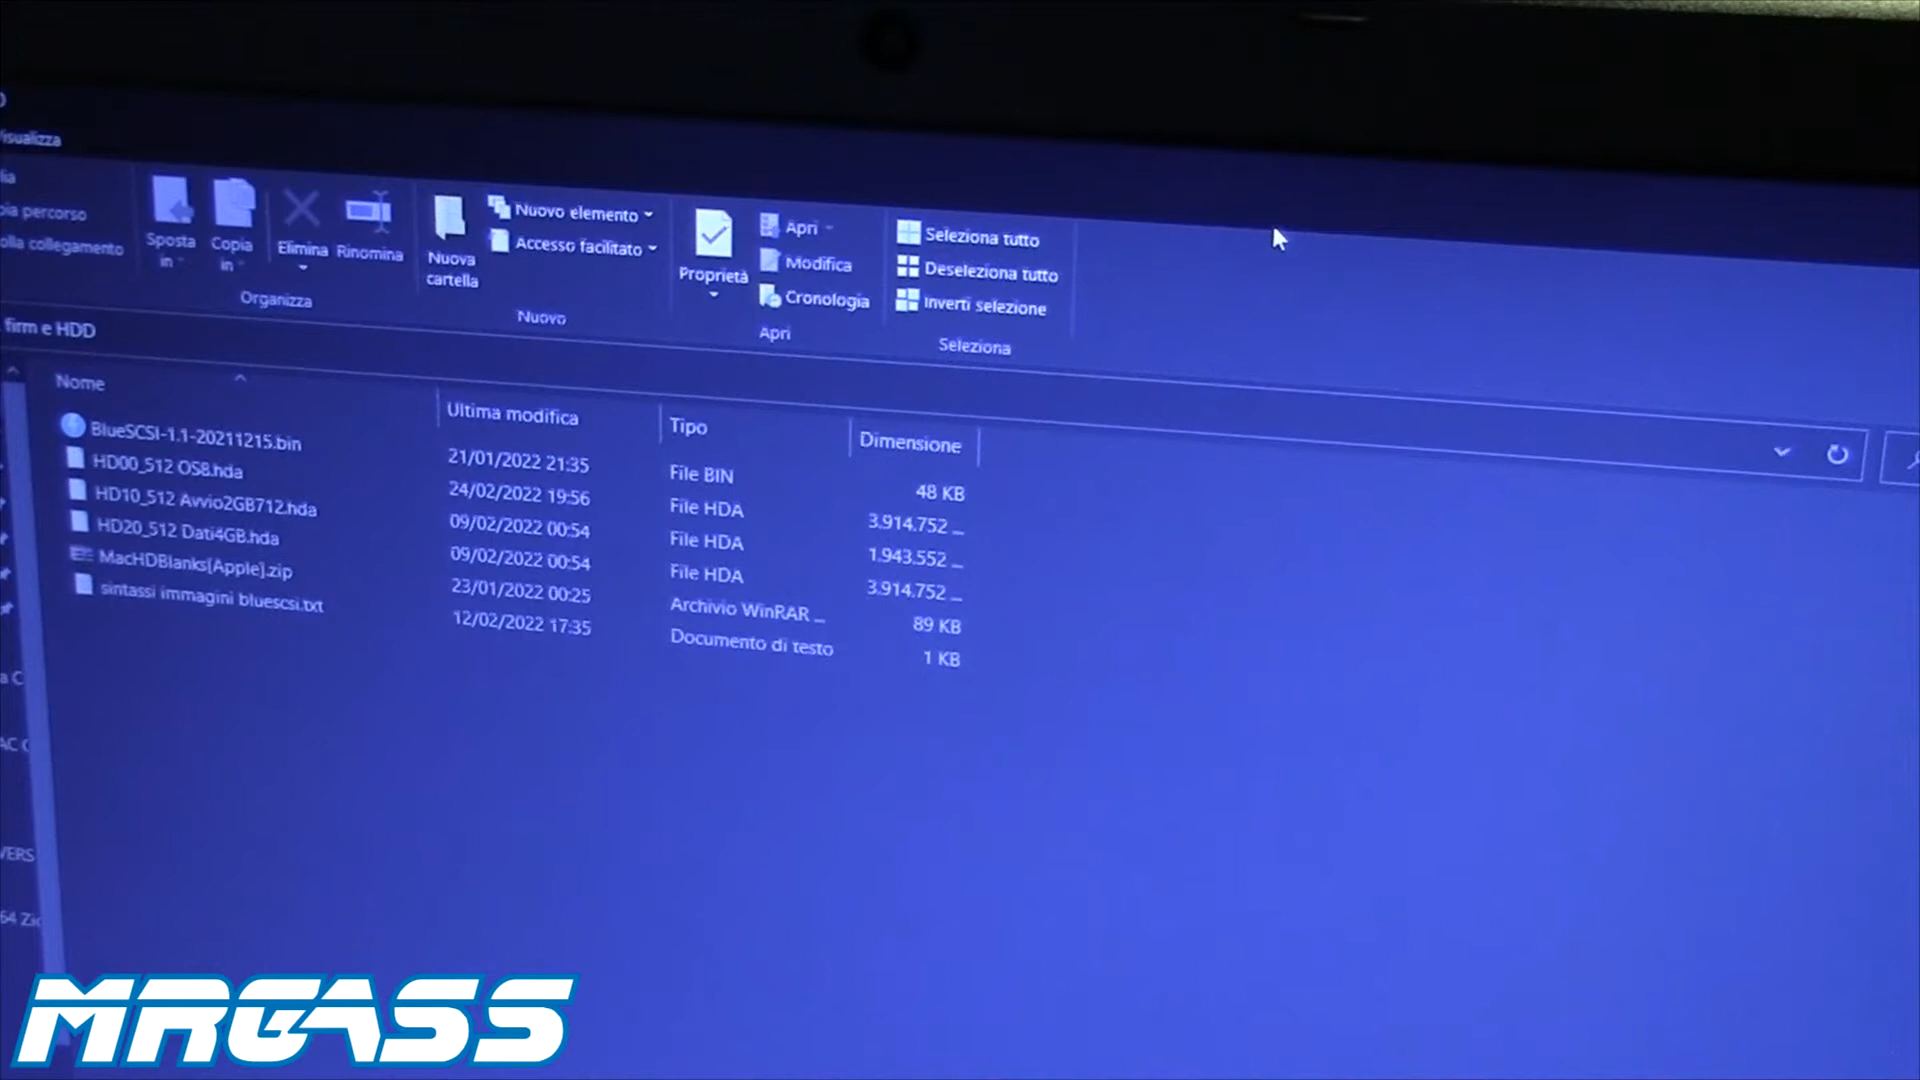 Visualizza
percorso
collegamento
Sposta in
Copia in
Elimina
Rinomina
Organizza
Nuova cartella
Nuovo elemento
Accesso facilitato
Nuovo
Proprietà
Apri
Modifica
Cronologia
Apri
Seleziona tutto
Deseleziona tutto
Inverti selezione
Seleziona
firm e HDD
Nome Ultima modifica Tipo Dimensione
BlueSCSI-1.1-20211215.bin 21/01/2022 21:35 File BIN 48 KB
HD00_512 OS8.hda 24/02/2022 19:56 File HDA 3.914.752 ...
HD10_512 Avvio2GB712.hda 09/02/2022 00:54 File HDA 1.943.552 ...
HD20_512 Dati4GB.hda 09/02/2022 00:54 File HDA 3.914.752 ...
MacHDBlanks[Apple].zip 23/01/2022 00:25 Archivio WinRAR ... 89 KB
sintassi immagini bluescsi.txt 12/02/2022 17:35 Documento di testo 1 KB
MRGASS